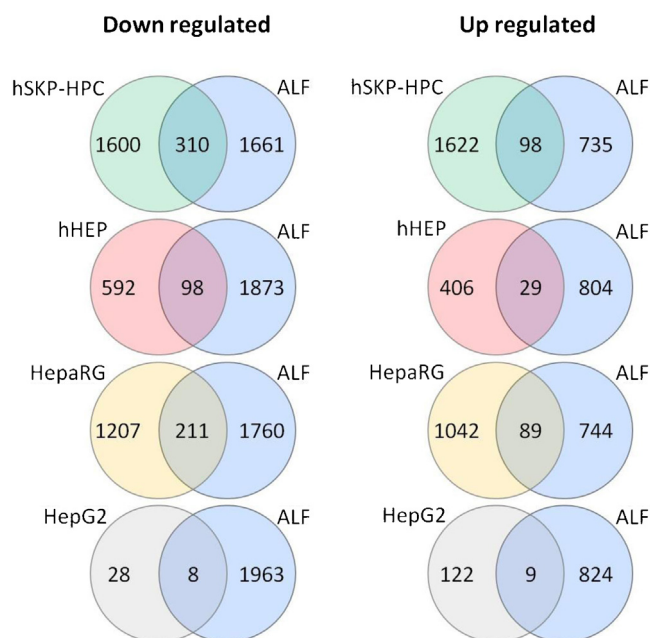 Down regulated
Up regulated
hSKP-HPC ALF
1600 310 1661
hSKP-HPC ALF
1622 98 735
hHEP ALF
592 98 1873
hHEP ALF
406 29 804
HepaRG ALF
1207 211 1760
HepaRG ALF
1042 89 744
HepG2 ALF
28 8 1963
HepG2 ALF
122 9 824